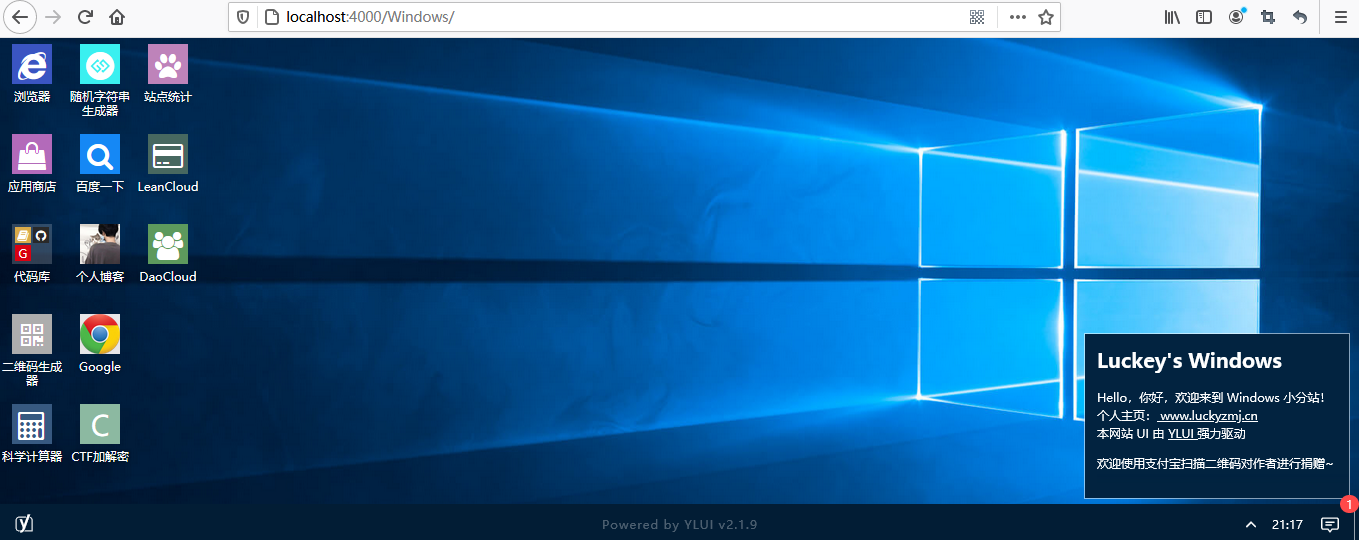 localhost:4000/Windows/
浏览器
随机字符串
生成器
站点统计
应用商店
百度一下
LeanCloud
G
代码库
个人博客
DaoCloud
二维码生成
器
Google
科学计算器
C
CTF加解密
Luckey's Windows
Hello，你好，欢迎来到 Windows 小分站！
个人主页： www.luckyzmj.cn
本网站 UI 由 YLUI 强力驱动
欢迎使用支付宝扫描二维码对作者进行捐赠~
1
Powered by YLUI v2.1.9
21:17